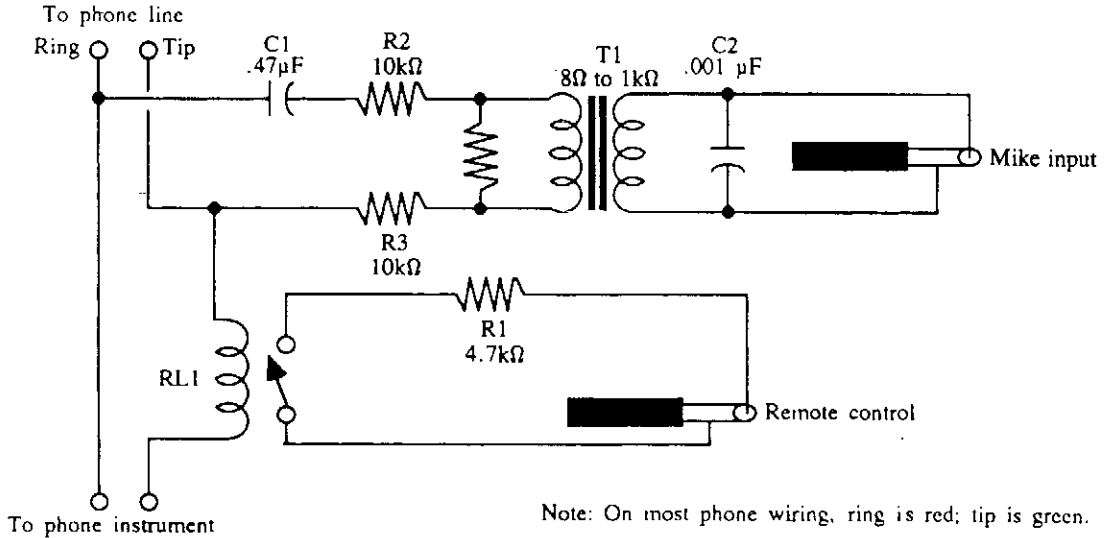 To phone line
Ring
Tip
C1
.47µF
R2
10kΩ
T1
8Ω to 1kΩ
C2
.001 µF
Mike input
R3
10kΩ
R1
4.7kΩ
RL1
Remote control
To phone instrument
Note: On most phone wiring, ring is red; tip is green.